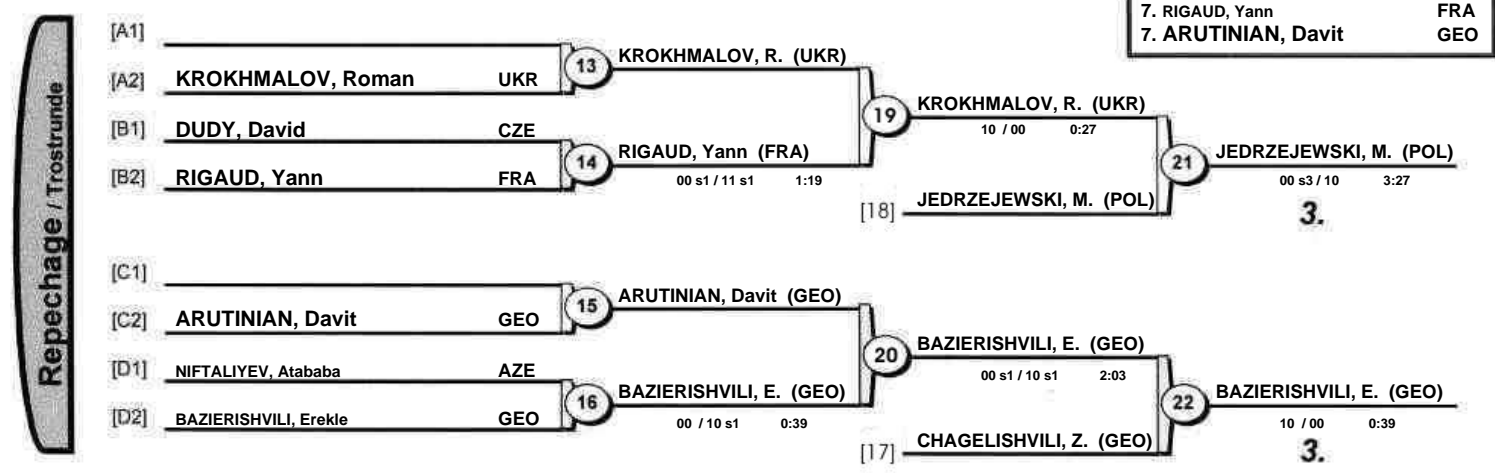 7. RIGAUD, Yann FRA
7. ARUTINIAN, Davit GEO
Repechage / Trostrunde
[A1]
[A2] KROKHMALOV, Roman UKR
13
KROKHMALOV, R. (UKR)
[B1] DUDY, David CZE
[B2] RIGAUD, Yann FRA
14
RIGAUD, Yann (FRA)
00 s1 / 11 s1 1:19
19
KROKHMALOV, R. (UKR)
10 / 00 0:27
[18] JEDRZEJEWSKI, M. (POL)
21
JEDRZEJEWSKI, M. (POL)
00 s3 / 10 3:27
3.
[C1]
[C2] ARUTINIAN, Davit GEO
15
ARUTINIAN, Davit (GEO)
[D1] NIFTALIYEV, Atababa AZE
[D2] BAZIERISHVILI, Erekle GEO
16
BAZIERISHVILI, E. (GEO)
00 / 10 s1 0:39
20
BAZIERISHVILI, E. (GEO)
00 s1 / 10 s1 2:03
[17] CHAGELISHVILI, Z. (GEO)
22
BAZIERISHVILI, E. (GEO)
10 / 00 0:39
3.